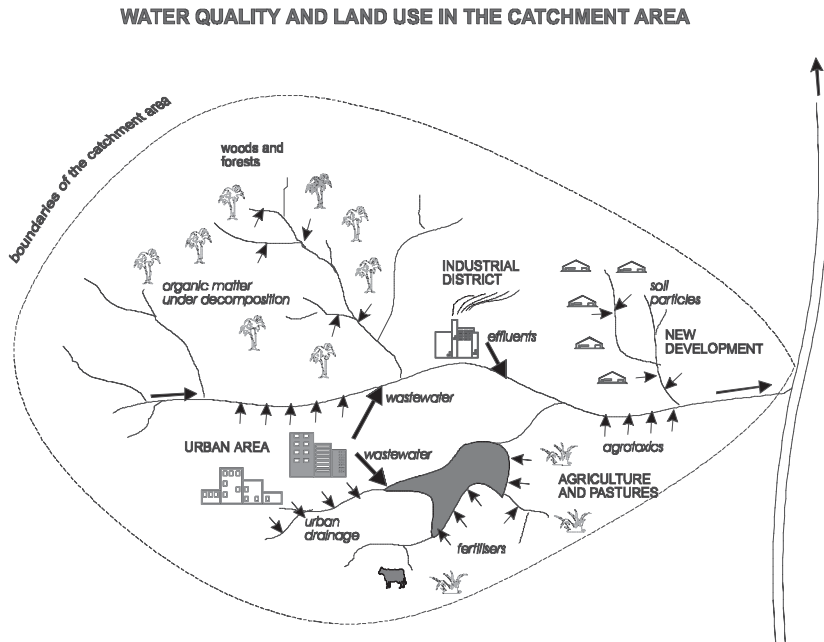 WATER QUALITY AND LAND USE IN THE CATCHMENT AREA
boundaries of the catchment area
woods and
forests
organic matter
under decomposition
INDUSTRIAL
DISTRICT
effluents
soil
particles
NEW
DEVELOPMENT
wastewater
URBAN AREA
wastewater
agrotoxics
AGRICULTURE
AND PASTURES
urban
drainage
fertilisers